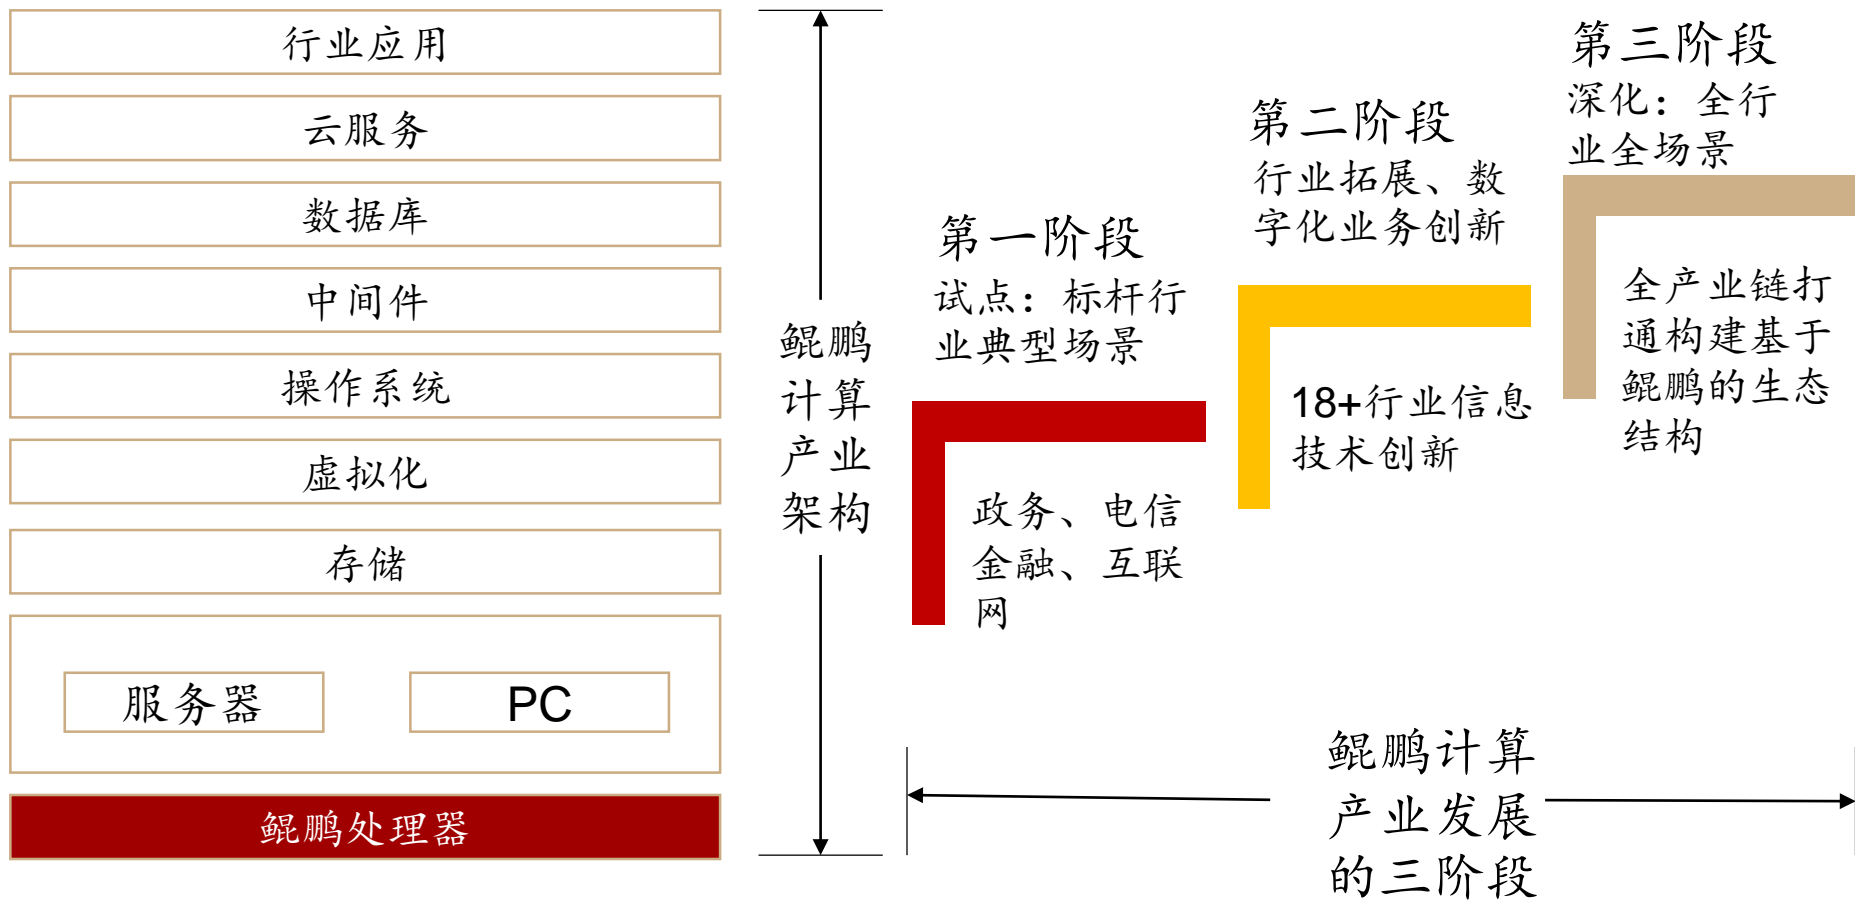 行业应用
云服务
数据库
中间件
操作系统
虚拟化
存储
服务器
PC
鲲鹏处理器
鲲鹏
计算
产业
架构
第一阶段
试点：标杆行
业典型场景
政务、电信
金融、互联
网
第二阶段
行业拓展、数
字化业务创新
18+行业信息
技术创新
第三阶段
深化：全行
业全场景
全产业链打
通构建基于
鲲鹏的生态
结构
鲲鹏计算
产业发展
的三阶段